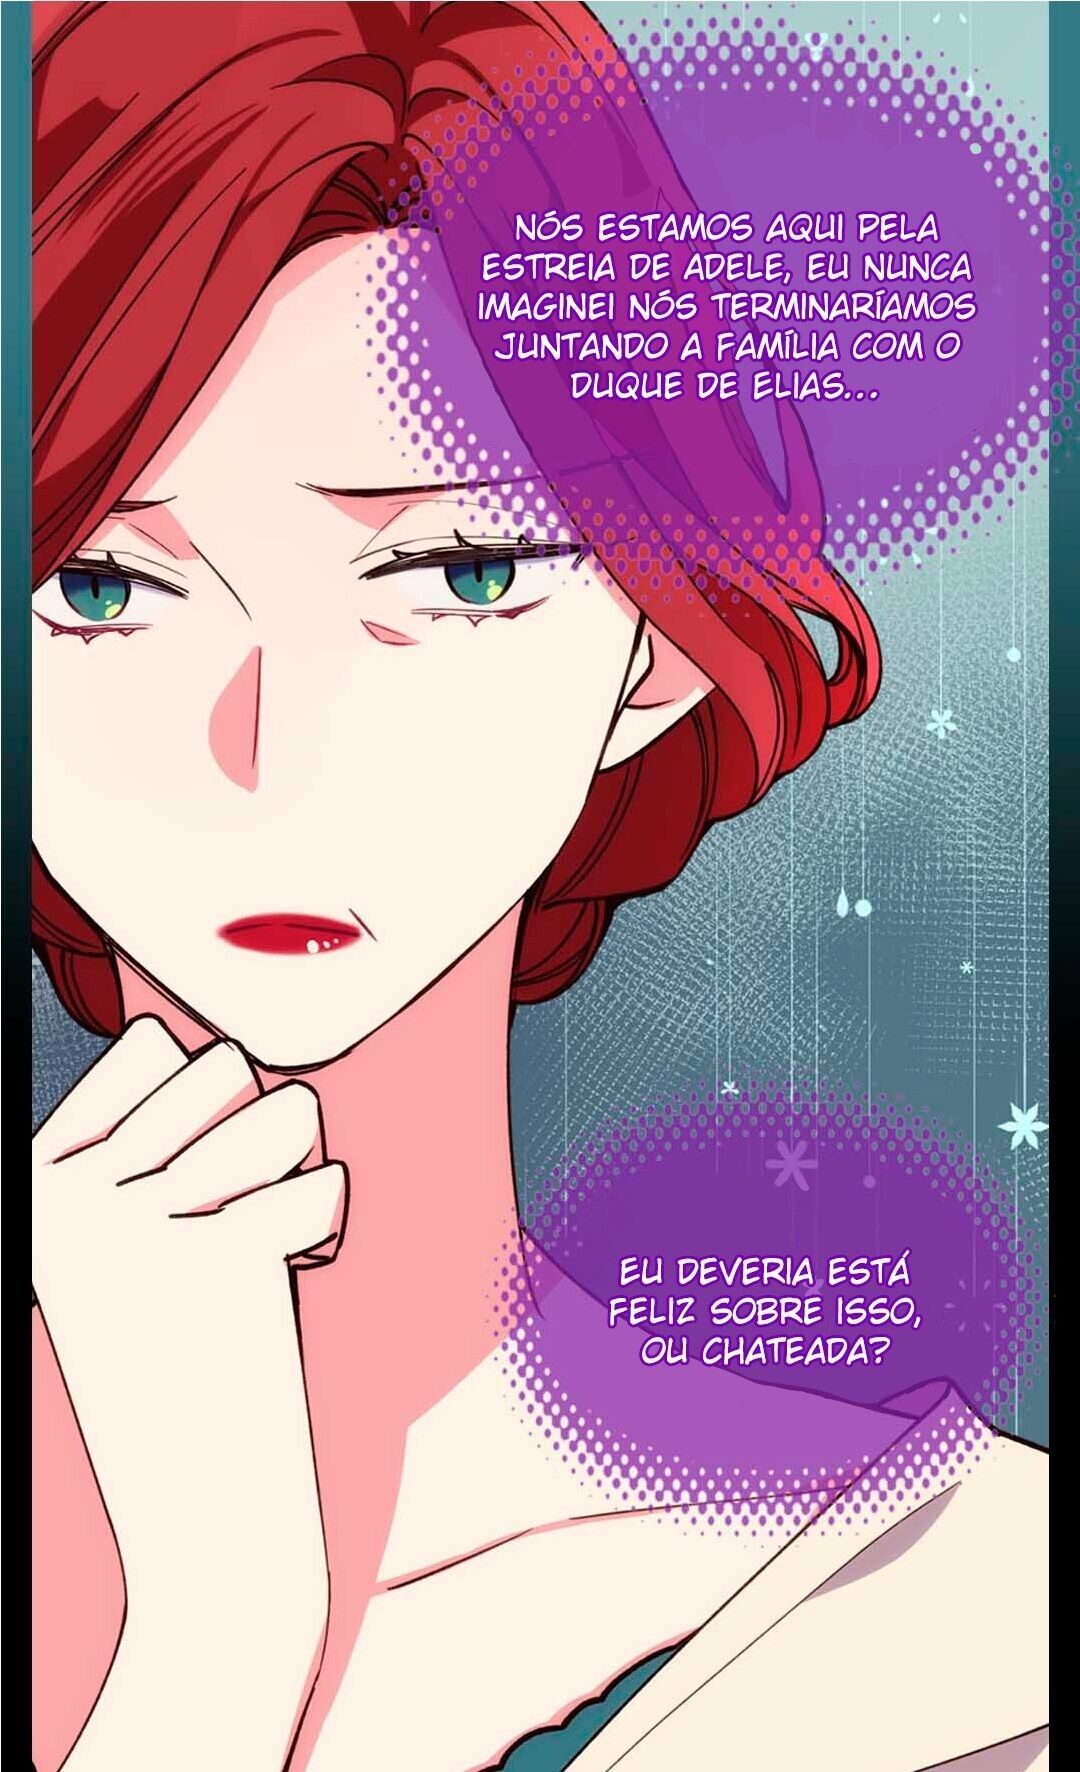 NÓS ESTAMOS AQUI PELA
ESTREIA DE ADELE, EU NUNCA
IMAGINEI NÓS TERMINARÍAMOS
JUNTANDO A FAMÍLIA COM O
DUQUE DE ELIAS...
EU DEVERIA ESTÁ
FELIZ SOBRE ISSO,
OU CHATEADA?